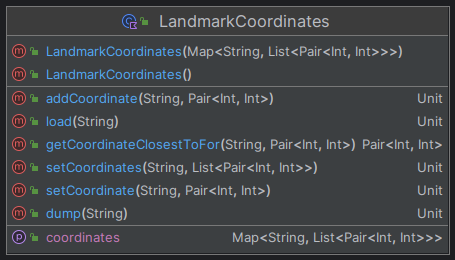 LandmarkCoordinates
LandmarkCoordinates(Map<String, List<Pair<Int, Int>>>)
LandmarkCoordinates()
addCoordinate(String, Pair<Int, Int>) Unit
load(String) Unit
getCoordinateClosestToFor(String, Pair<Int, Int>) Pair<Int, Int>
setCoordinates(String, List<Pair<Int, Int>>) Unit
setCoordinate(String, Pair<Int, Int>) Unit
dump(String) Unit
coordinates Map<String, List<Pair<Int, Int>>>